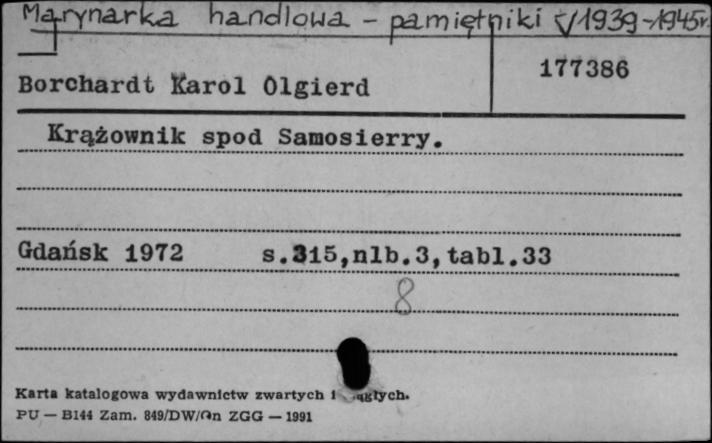 Marynarka handlowa - pamiętniki z/1939-1945r.
Borchardt Karol Olgierd
177386
Krążownik spod Samosierry.
Gdańsk 1972 s.315,nlb.3,tabl.33
8
Karta katalogowa wydawnictw zwartych i
PU — B144 Zam. 849/DW/On ZGG — 1991